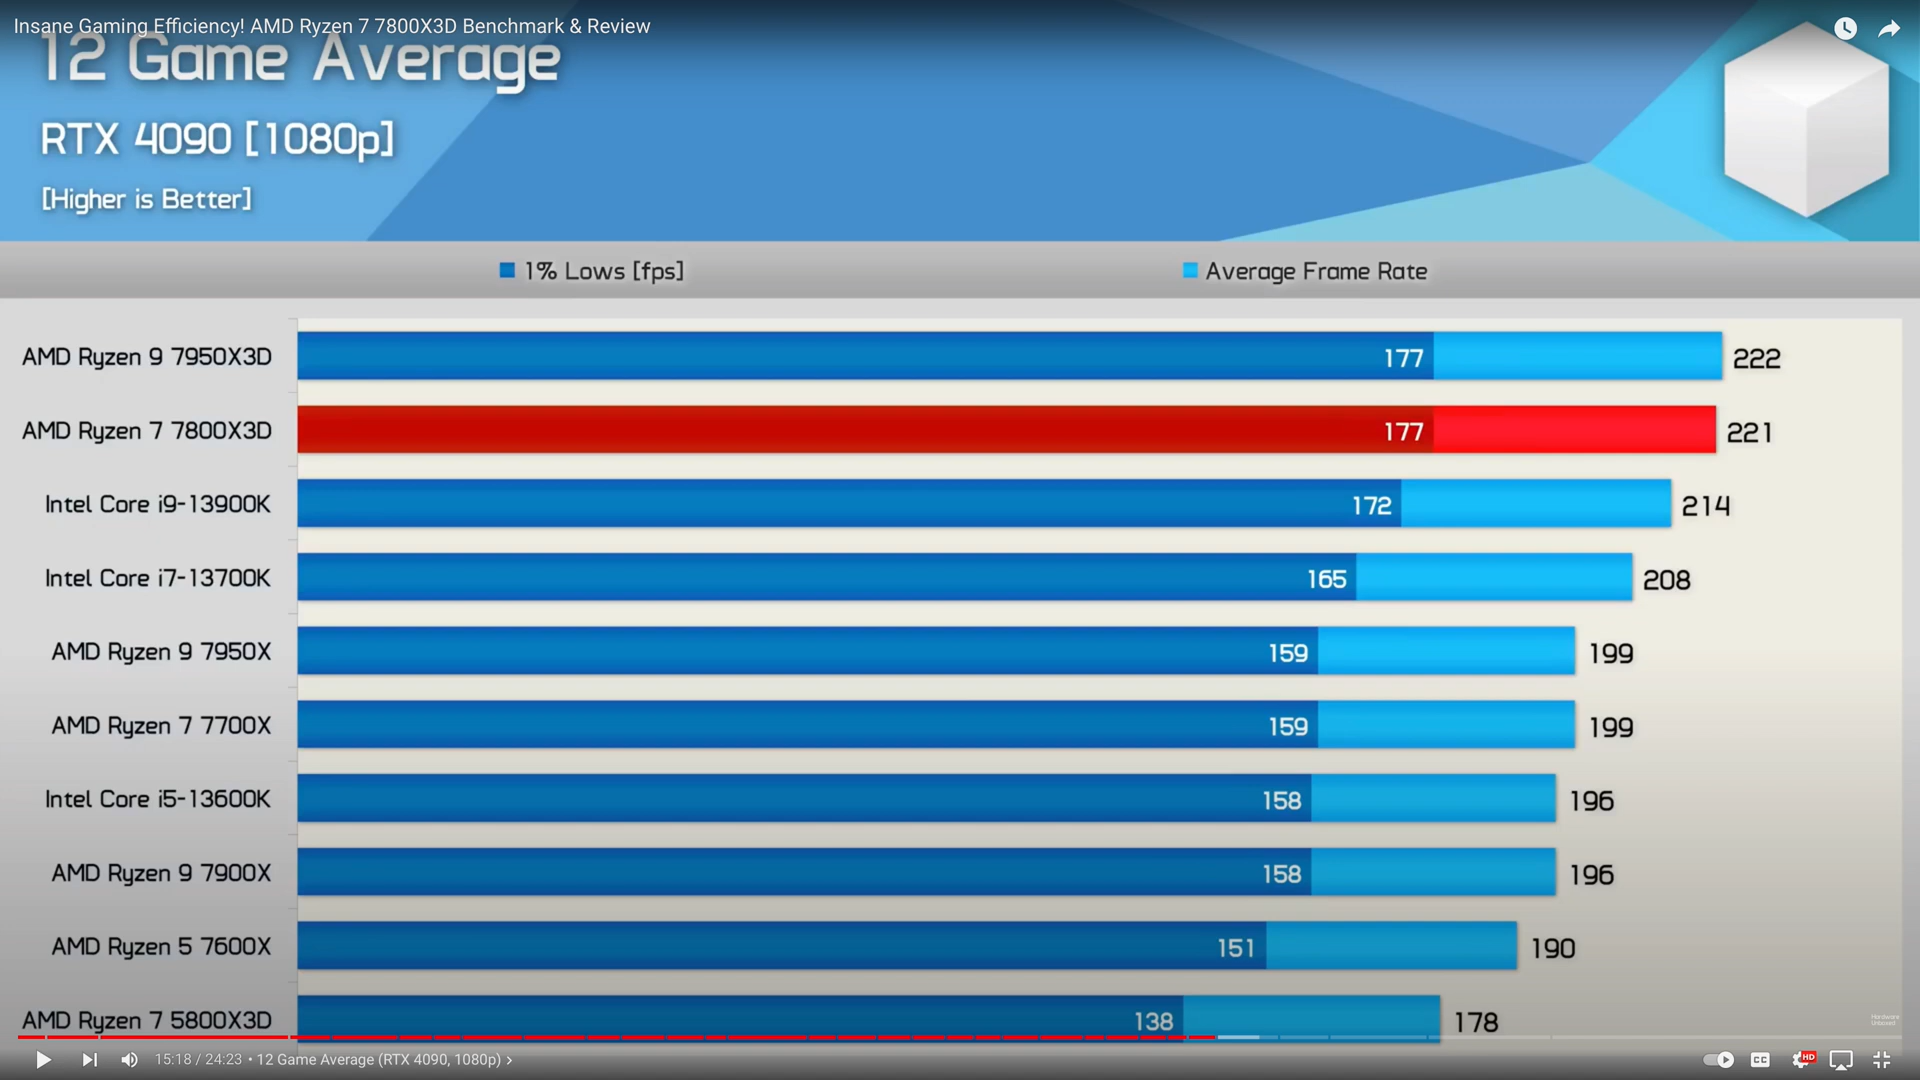 Insane Gaming Efficiency! AMD Ryzen 7 7800X3D Benchmark & Review
12 Game Average
RTX 4090 [1080p]
[Higher is Better]
1% Lows [fps]
Average Frame Rate
AMD Ryzen 9 7950X3D 177 222
AMD Ryzen 7 7800X3D 177 221
Intel Core i9-13900K 172 214
Intel Core i7-13700K 165 208
AMD Ryzen 9 7950X 159 199
AMD Ryzen 7 7700X 159 199
Intel Core i5-13600K 158 196
AMD Ryzen 9 7900X 158 196
AMD Ryzen 5 7600X 151 190
AMD Ryzen 7 5800X3D 138 178
Hardware
Unboxed
15:18 / 24:23 • 12 Game Average (RTX 4090, 1080p) >
CC
HD